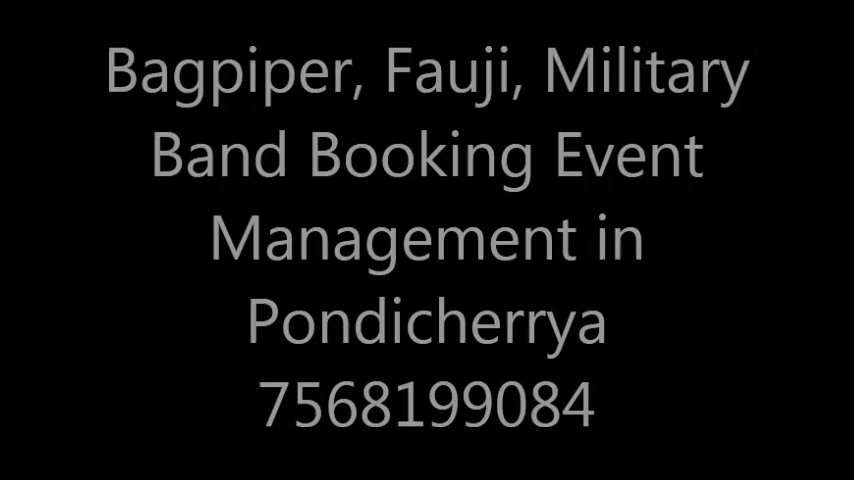 Bagpiper, Fauji, Military
Band Booking Event
Management in
Pondicherrya
7568199084